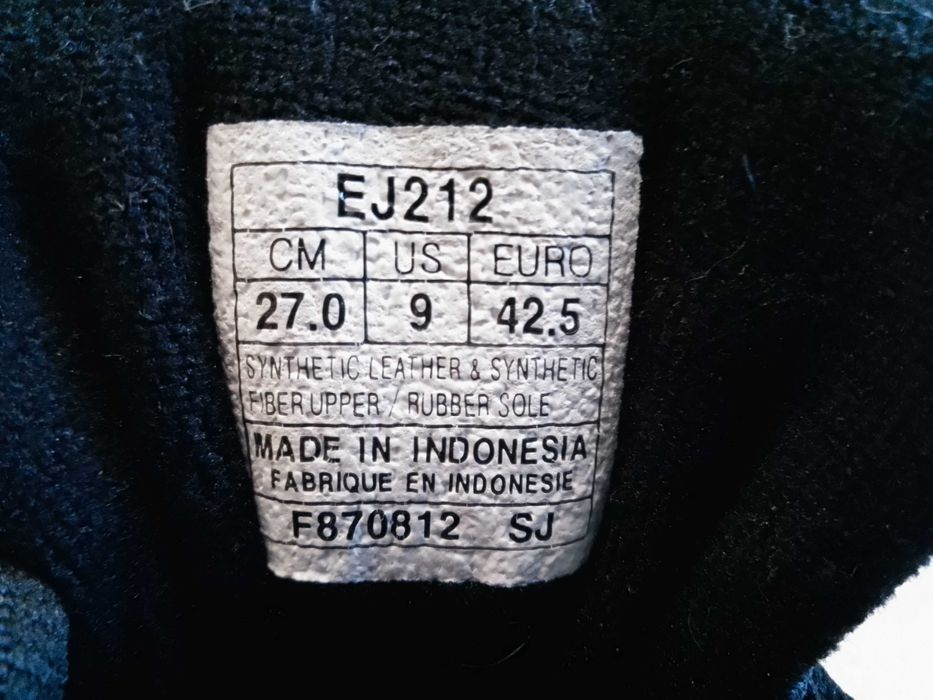 EJ212
CM US EURO
27.0 9 42.5
SYNTHETIC LEATHER & SYNTHETIC
FIBER UPPER / RUBBER SOLE
MADE IN INDONESIA
FABRIQUE EN INDONESIE
F870812 SJ